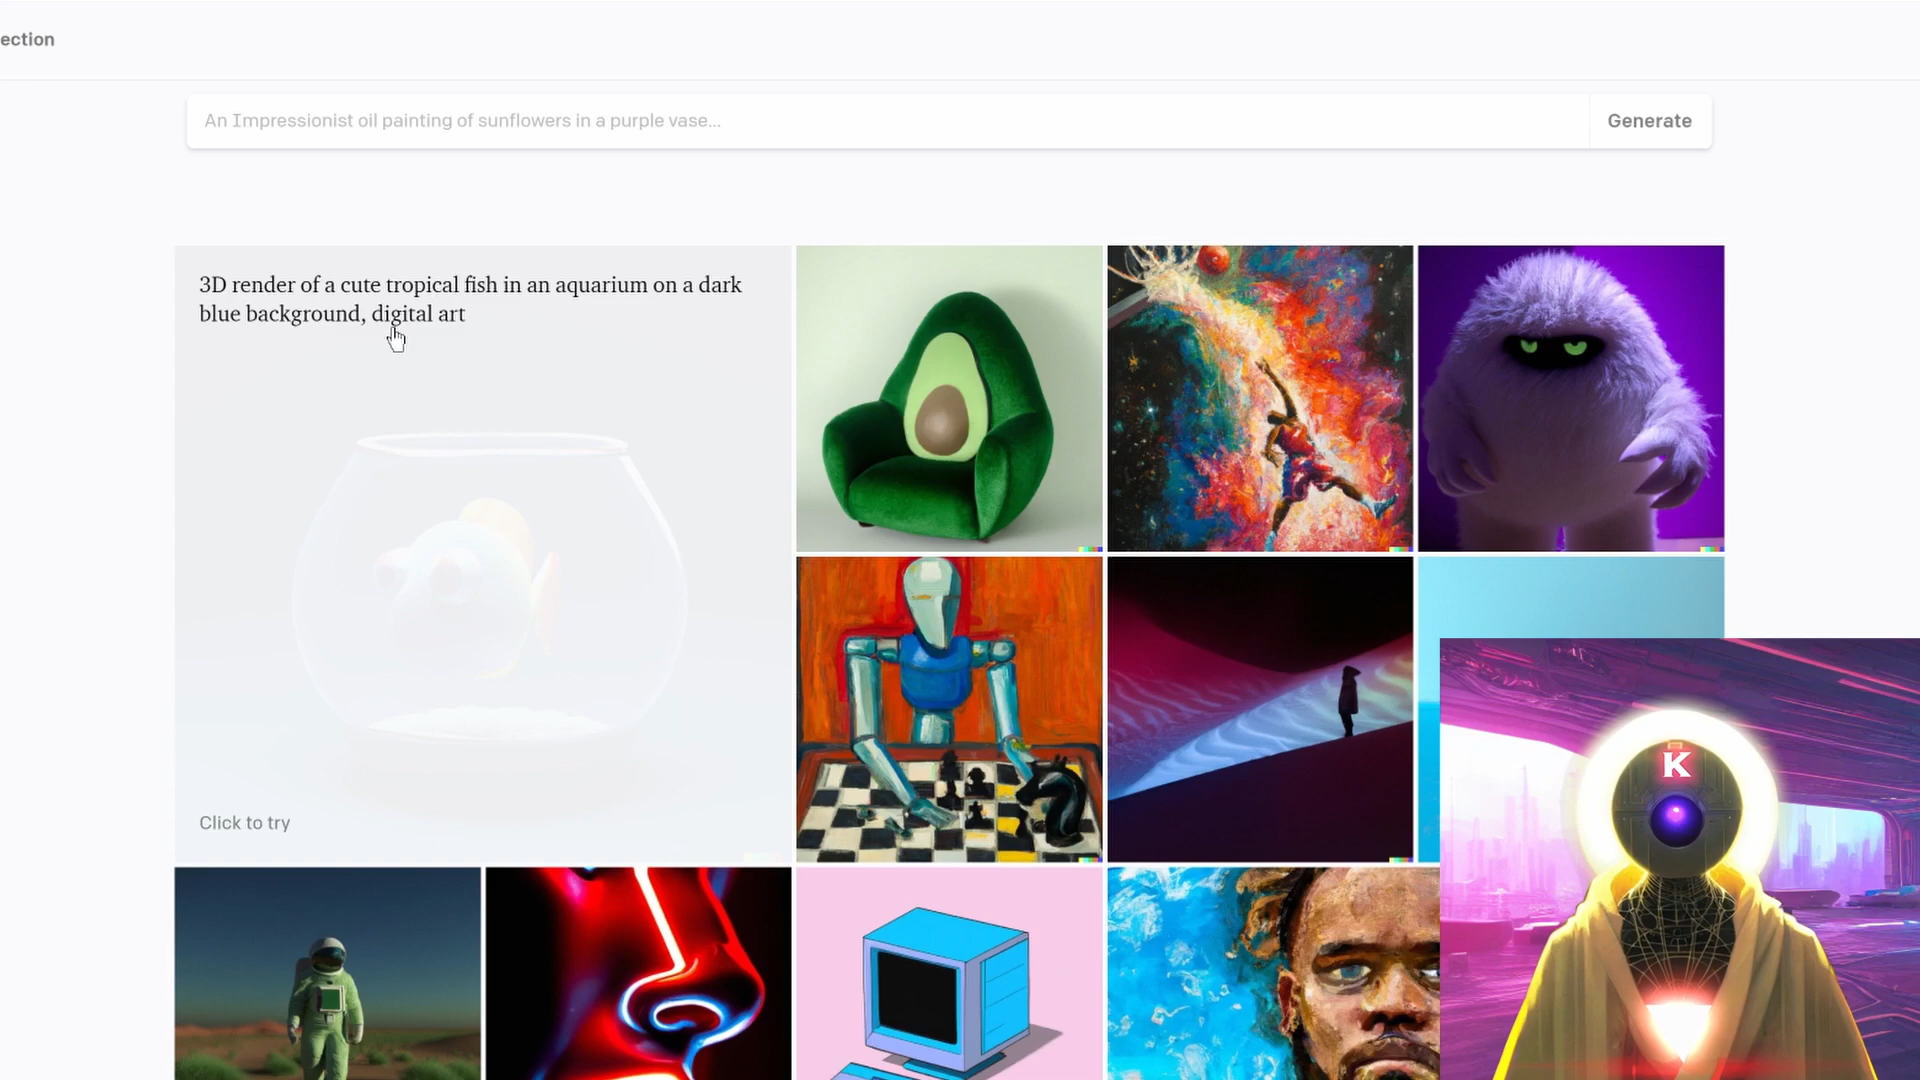 ection
An Impressionist oil painting of sunflowers in a purple vase...
Generate
3D render of a cute tropical fish in an aquarium on a dark
blue background, digital art
Click to try
K